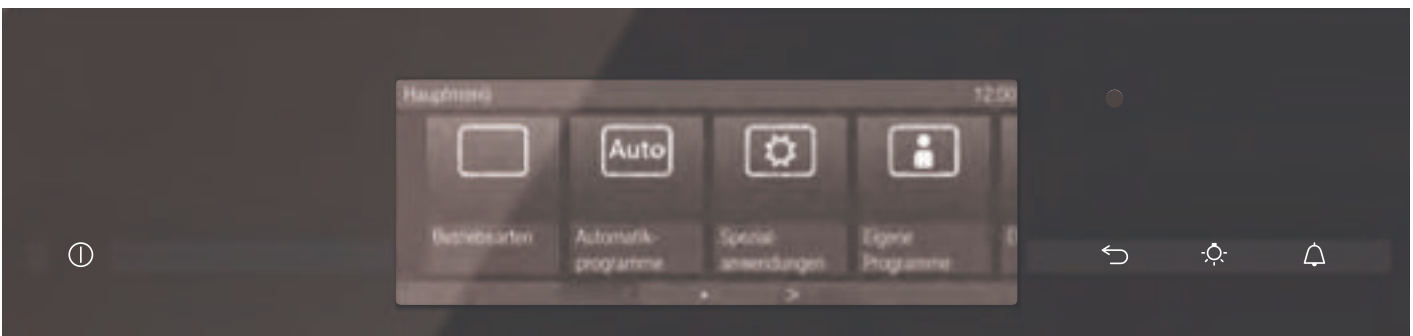 Hauptmenü
12:00
Auto
Betriebsarten
Automatik-
programme
Spezial-
anwendungen
Eigene
Programme